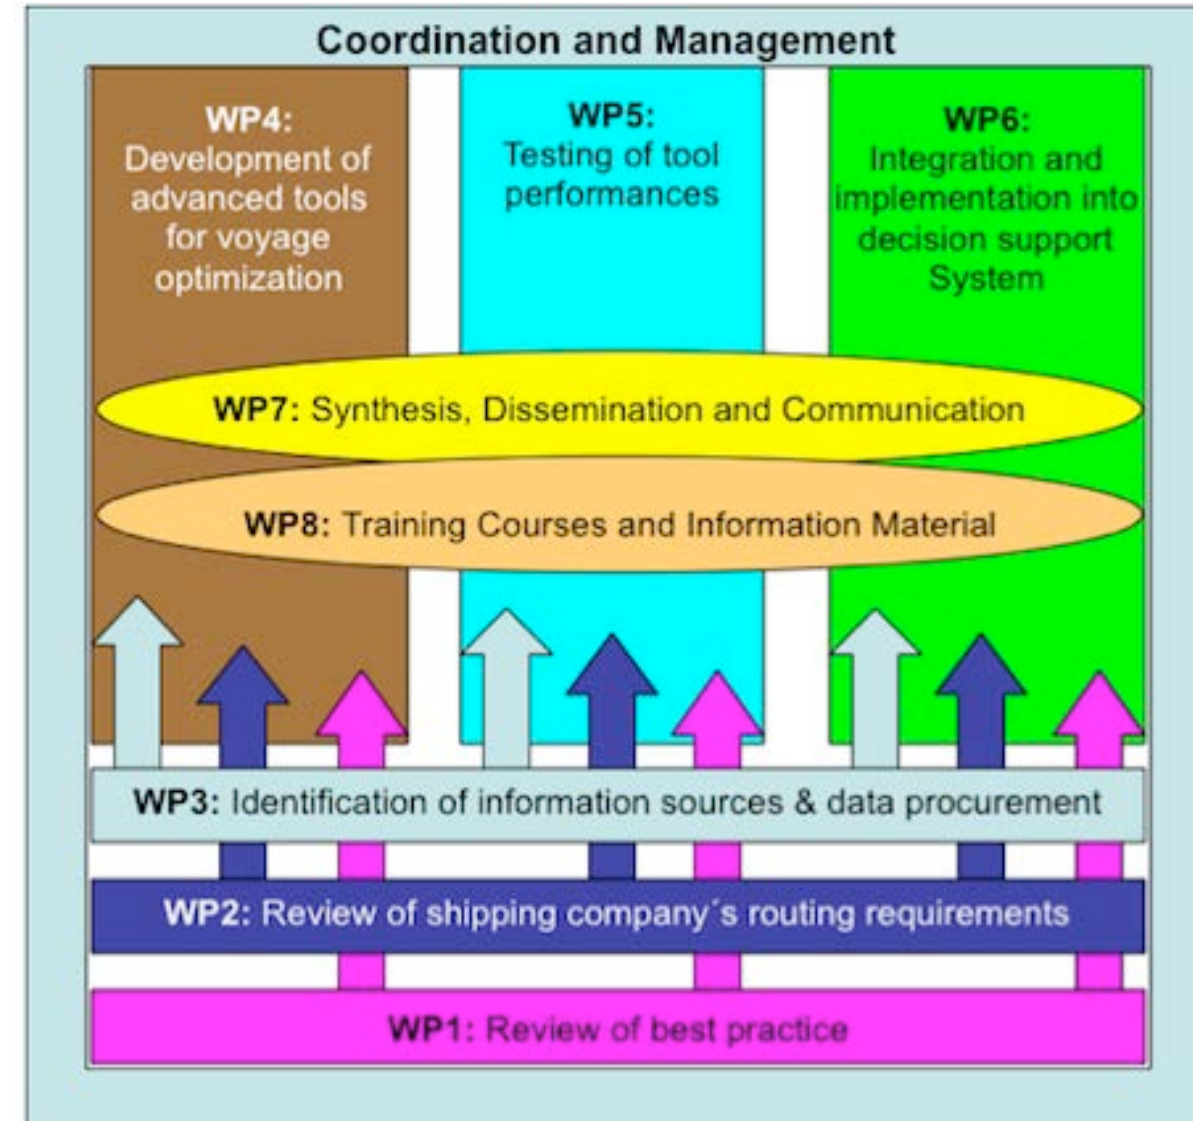 Coordination and Management
WP4:
Development of
advanced tools
for voyage
optimization
WP5:
Testing of tool
performances
WP6:
Integration and
implementation into
decision support
System
WP7: Synthesis, Dissemination and Communication
WP8: Training Courses and Information Material
WP3: Identification of information sources & data procurement
WP2: Review of shipping company´s routing requirements
WP1: Review of best practice